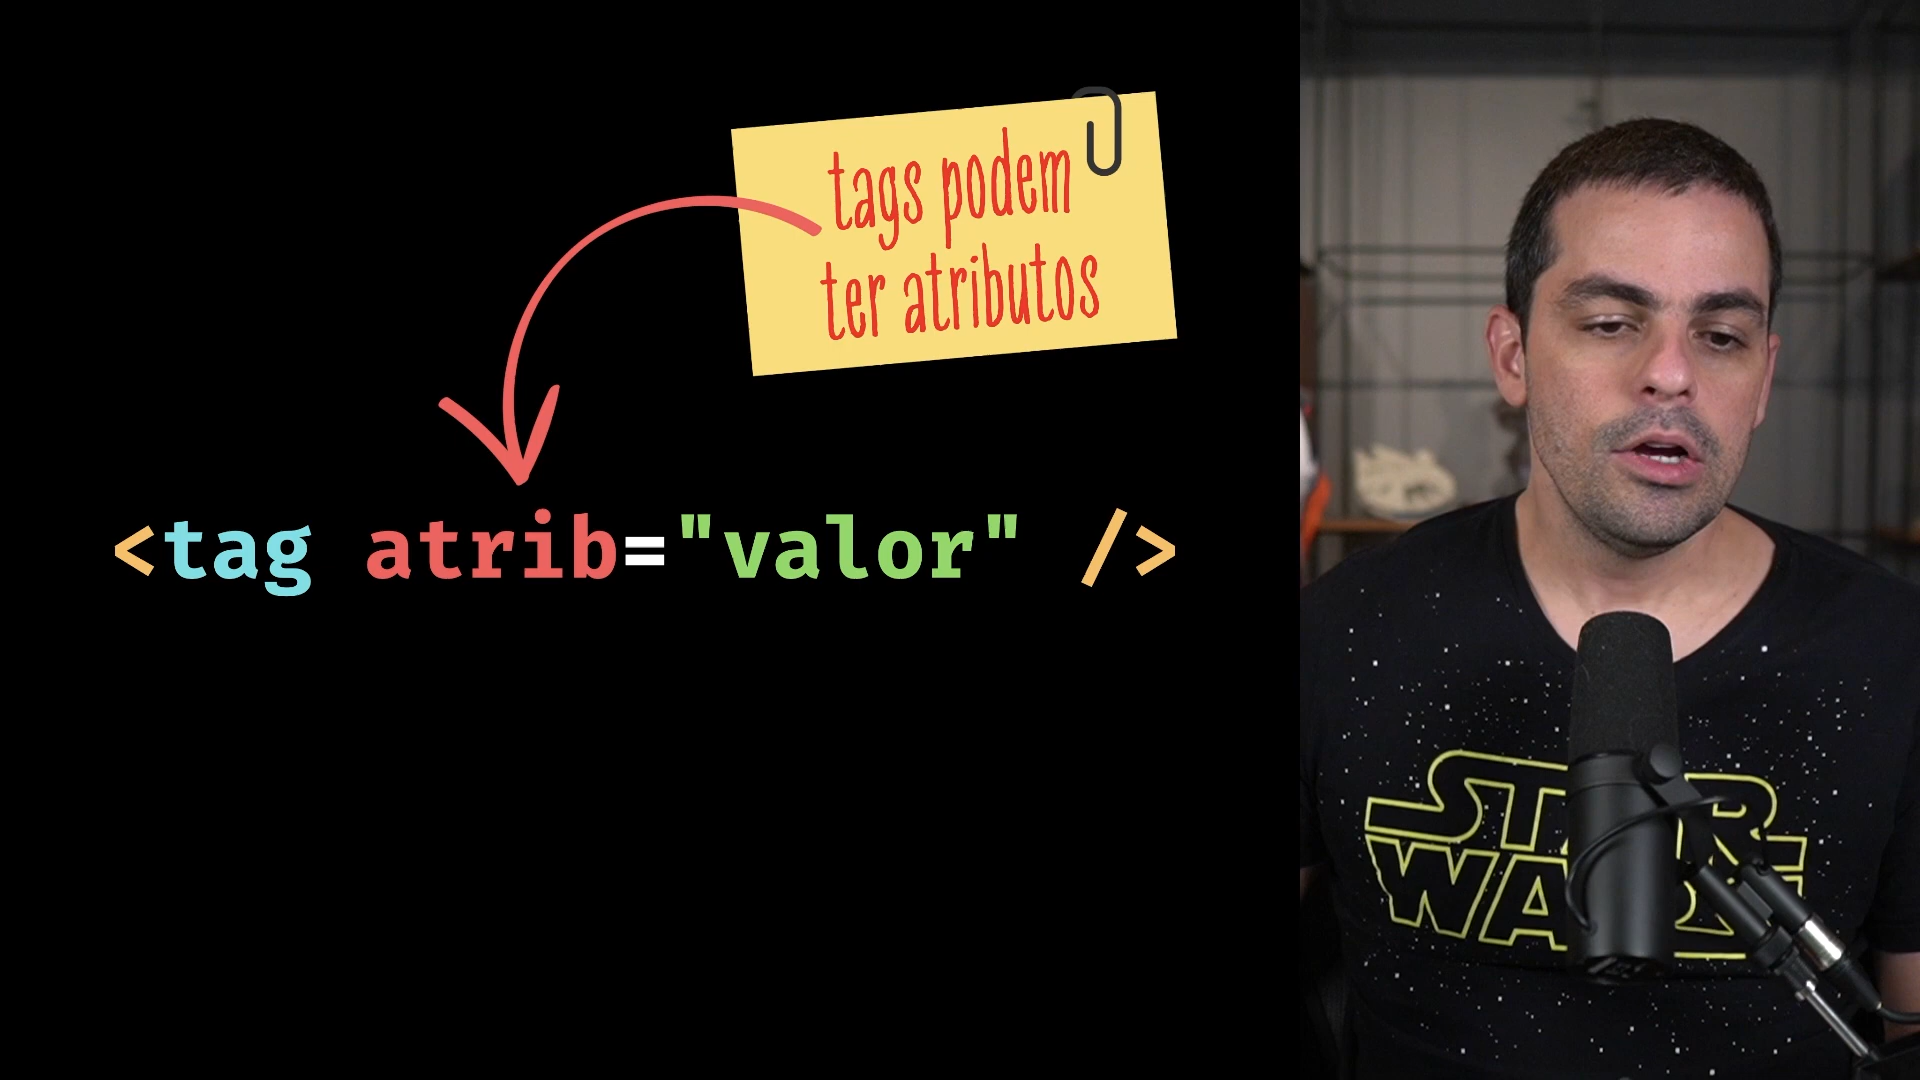 tags podem
ter atributos
<tag atrib="valor" />
STAR
WARS